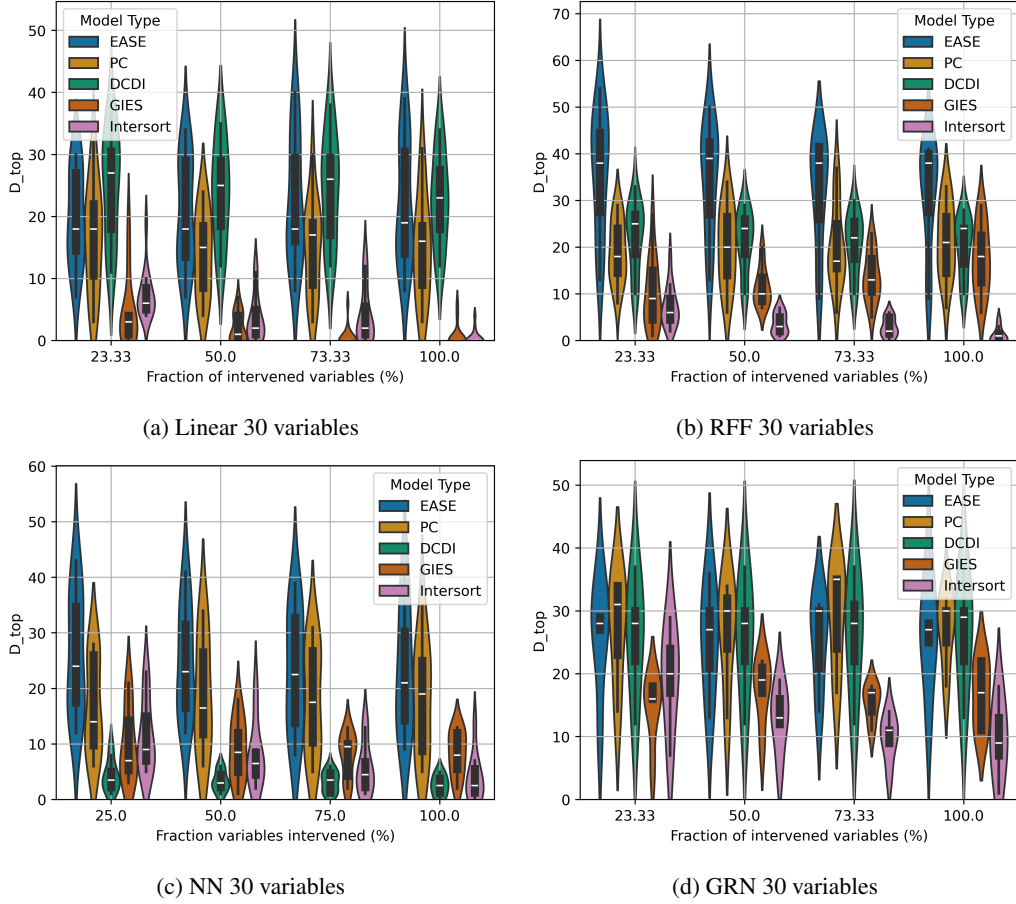 50
40
30
20
10
0
D_top
Model Type
EASE
PC
DCDI
GIES
Intersort
23.33
50.0
73.33
100.0
Fraction of intervened variables (%)
(a) Linear 30 variables
70
60
50
40
30
20
10
0
D_top
Model Type
EASE
PC
DCDI
GIES
Intersort
23.33
50.0
73.33
100.0
Fraction of intervened variables (%)
(b) RFF 30 variables
60
50
40
30
20
10
0
D_top
Model Type
EASE
PC
DCDI
GIES
Intersort
25.0
50.0
75.0
100.0
Fraction variables intervened (%)
(c) NN 30 variables
50
40
30
20
10
0
D_top
Model Type
EASE
PC
DCDI
GIES
Intersort
23.33
50.0
73.33
100.0
Fraction of intervened variables (%)
(d) GRN 30 variables